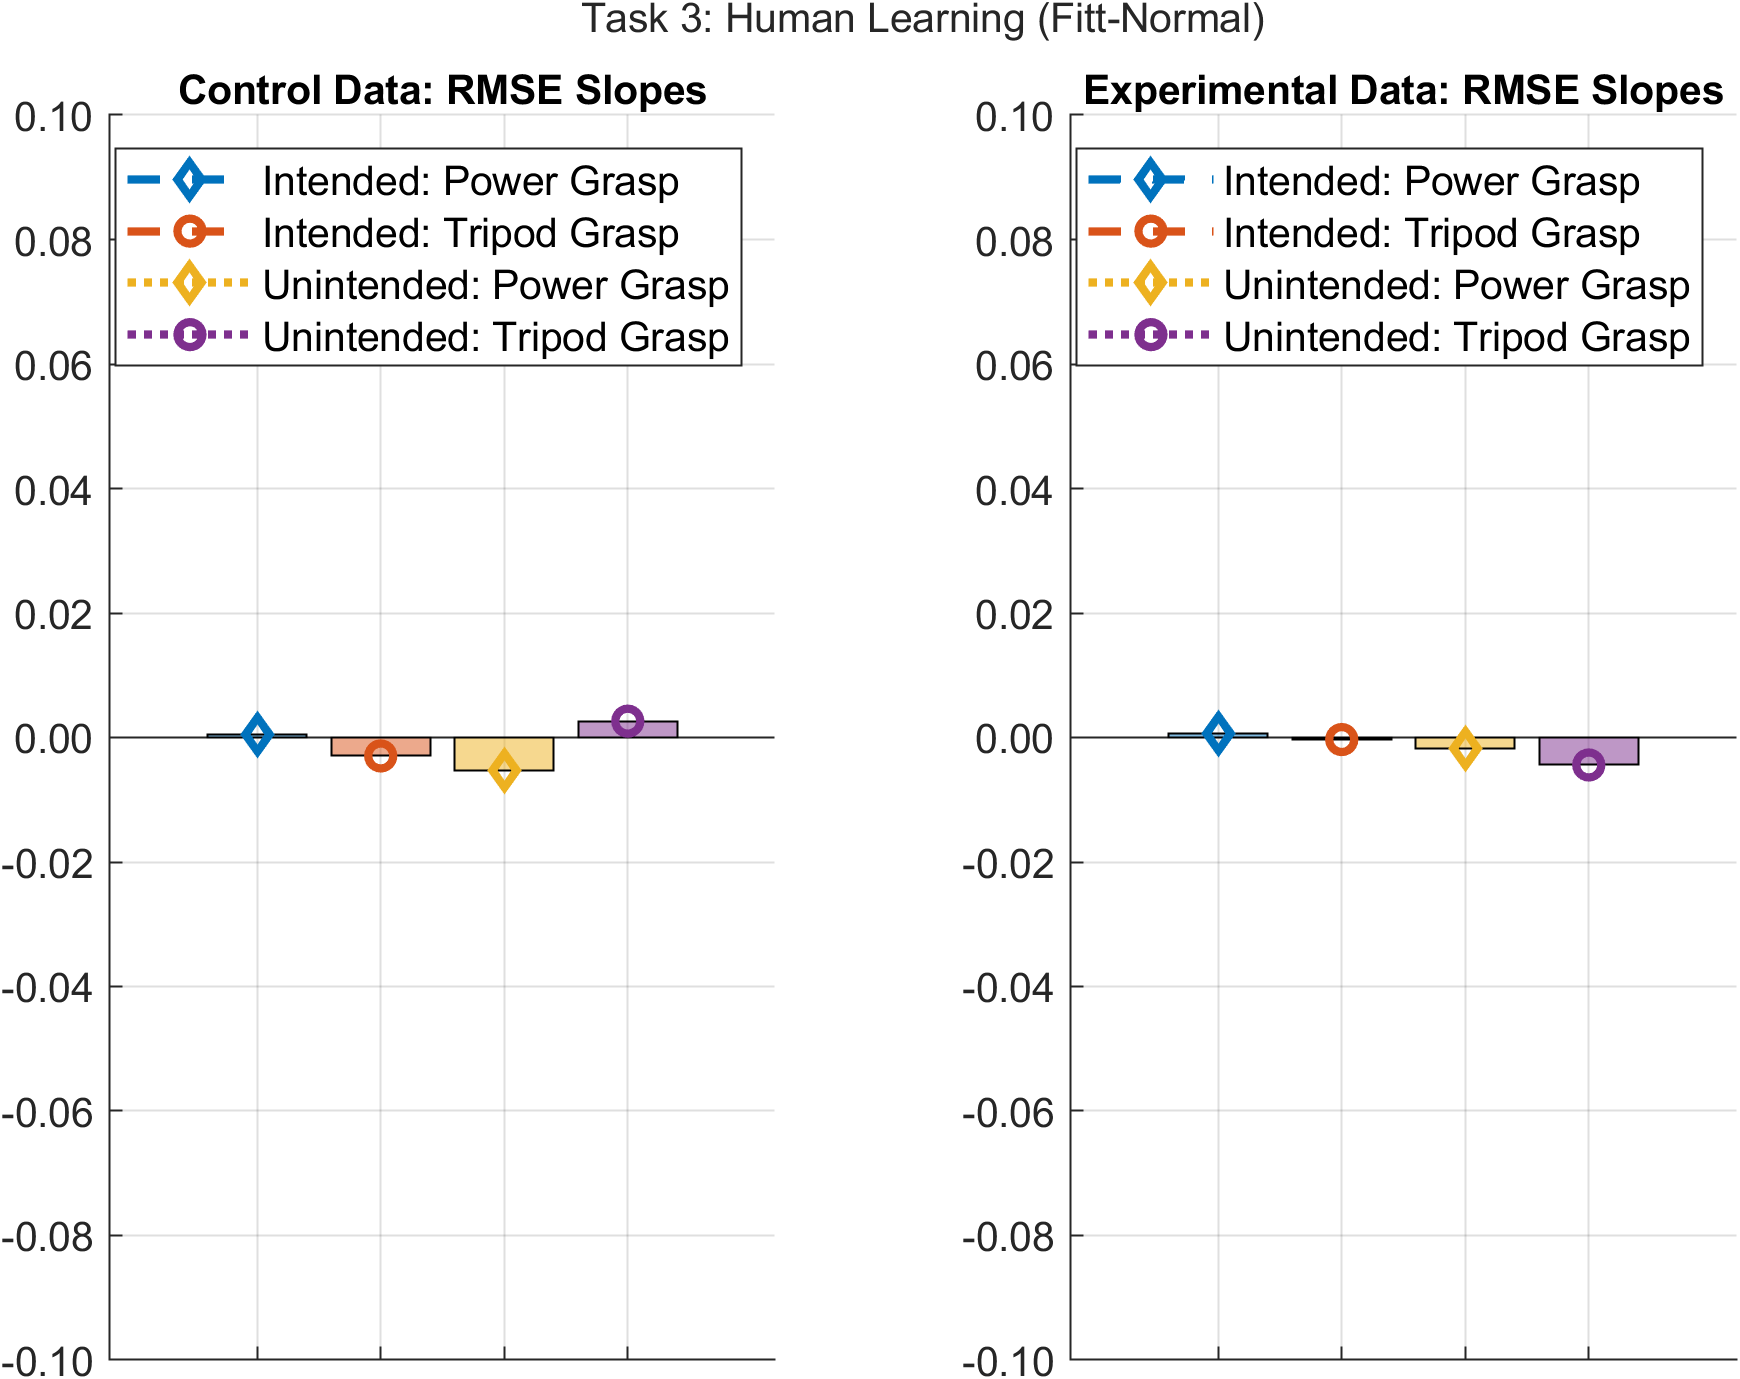 Task 3: Human Learning (Fitt-Normal)
Control Data: RMSE Slopes
0.10
0.08
0.06
0.04
0.02
0.00
-0.02
-0.04
-0.06
-0.08
-0.10
Intended: Power Grasp
Intended: Tripod Grasp
Unintended: Power Grasp
Unintended: Tripod Grasp
Experimental Data: RMSE Slopes
0.10
0.08
0.06
0.04
0.02
0.00
-0.02
-0.04
-0.06
-0.08
-0.10
Intended: Power Grasp
Intended: Tripod Grasp
Unintended: Power Grasp
Unintended: Tripod Grasp